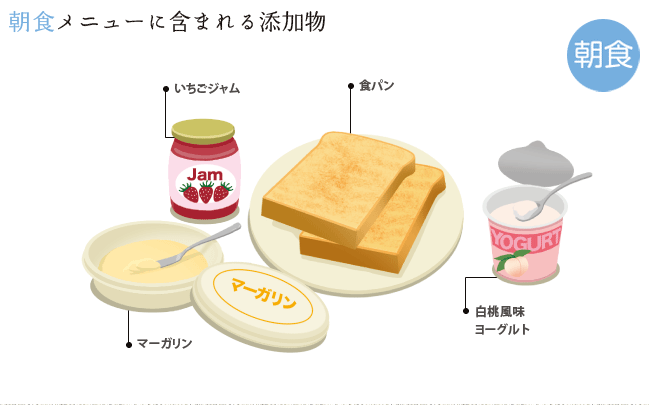 朝食メニューに含まれる添加物
朝食
いちごジャム
食パン
Jam
YOGURT
マーガリン
白桃風味
ヨーグルト
マーガリン